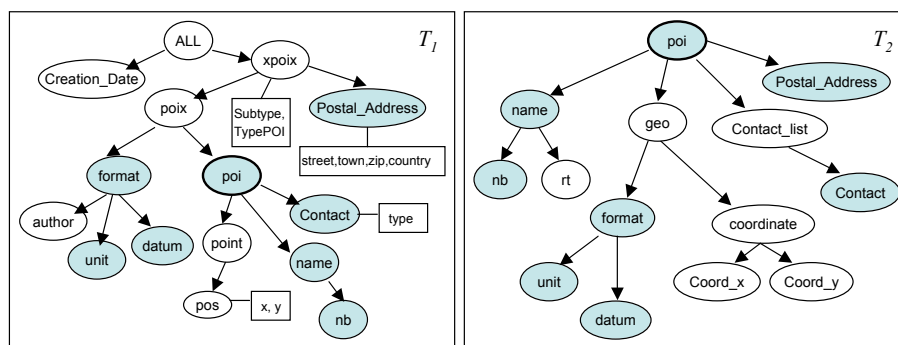 T1
ALL
Creation_Date
xpoix
poix
Subtype,
TypePOI
Postal_Address
street,town,zip,country
format
poi
author
unit
datum
Contact
type
point
name
pos
x, y
nb
T2
poi
name
Postal_Address
geo
Contact_list
nb
rt
Contact
format
coordinate
unit
Coord_x
Coord_y
datum